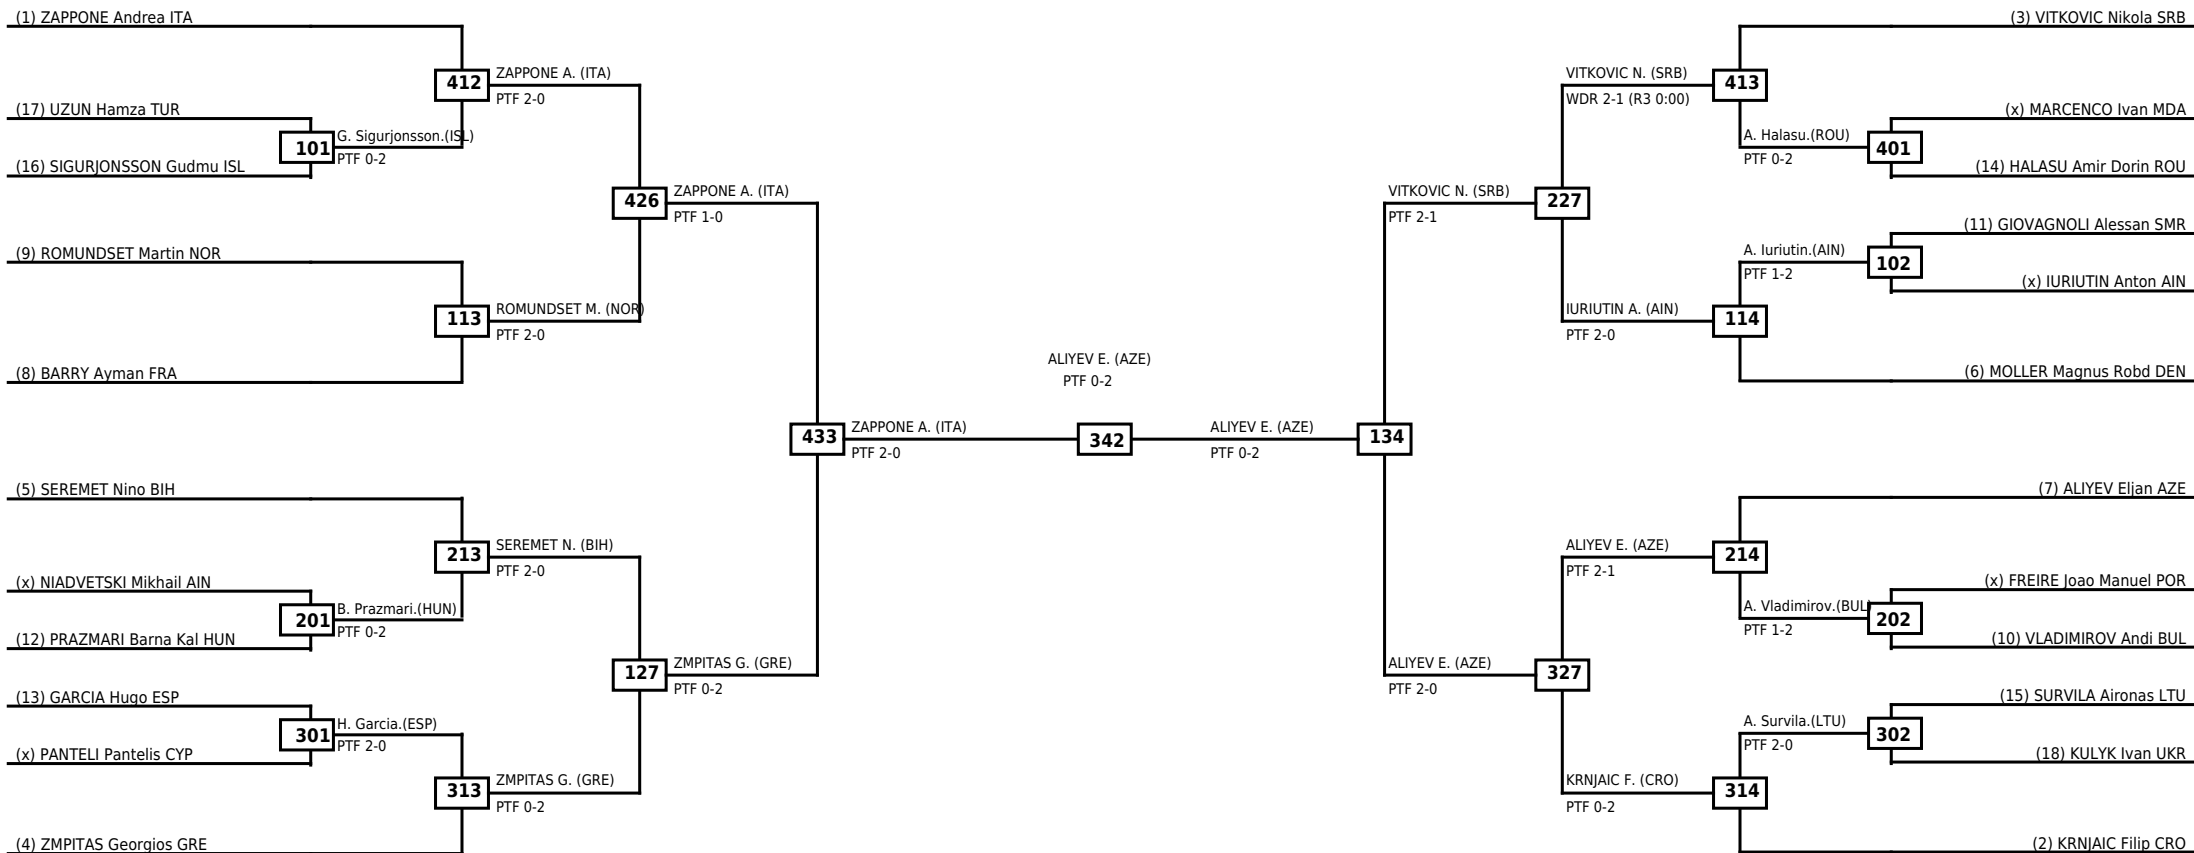 (1) ZAPPONE Andrea ITA
412
ZAPPONE A. (ITA)
PTF 2-0
(17) UZUN Hamza TUR
101
G. Sigurjonsson.(ISL)
PTF 0-2
(16) SIGURJONSSON Gudmu ISL
426
ZAPPONE A. (ITA)
PTF 1-0
(9) ROMUNDSET Martin NOR
113
ROMUNDSET M. (NOR)
PTF 2-0
(8) BARRY Ayman FRA
433
ZAPPONE A. (ITA)
PTF 2-0
(5) SEREMET Nino BIH
213
SEREMET N. (BIH)
PTF 2-0
(x) NIADVETSKI Mikhail AIN
201
B. Prazmari.(HUN)
PTF 0-2
(12) PRAZMARI Barna Kal HUN
127
ZMPITAS G. (GRE)
PTF 0-2
(13) GARCIA Hugo ESP
301
H. Garcia.(ESP)
PTF 2-0
(x) PANTELI Pantelis CYP
313
ZMPITAS G. (GRE)
PTF 0-2
(4) ZMPITAS Georgios GRE
ALIYEV E. (AZE)
PTF 0-2
342
ALIYEV E. (AZE)
PTF 0-2
134
(3) VITKOVIC Nikola SRB
VITKOVIC N. (SRB)
WDR 2-1 (R3 0:00)
413
(x) MARCENCO Ivan MDA
A. Halasu.(ROU)
PTF 0-2
401
(14) HALASU Amir Dorin ROU
VITKOVIC N. (SRB)
PTF 2-1
227
(11) GIOVAGNOLI Alessan SMR
A. Iuriutin.(AIN)
PTF 1-2
102
(x) IURIUTIN Anton AIN
IURIUTIN A. (AIN)
PTF 2-0
114
(6) MOLLER Magnus Robd DEN
(7) ALIYEV Eljan AZE
ALIYEV E. (AZE)
PTF 2-1
214
(x) FREIRE Joao Manuel POR
A. Vladimirov.(BUL)
PTF 1-2
202
(10) VLADIMIROV Andi BUL
ALIYEV E. (AZE)
PTF 2-0
327
(15) SURVILA Aironas LTU
A. Survila.(LTU)
PTF 2-0
302
(18) KULYK Ivan UKR
KRNJAIC F. (CRO)
PTF 0-2
314
(2) KRNJAIC Filip CRO